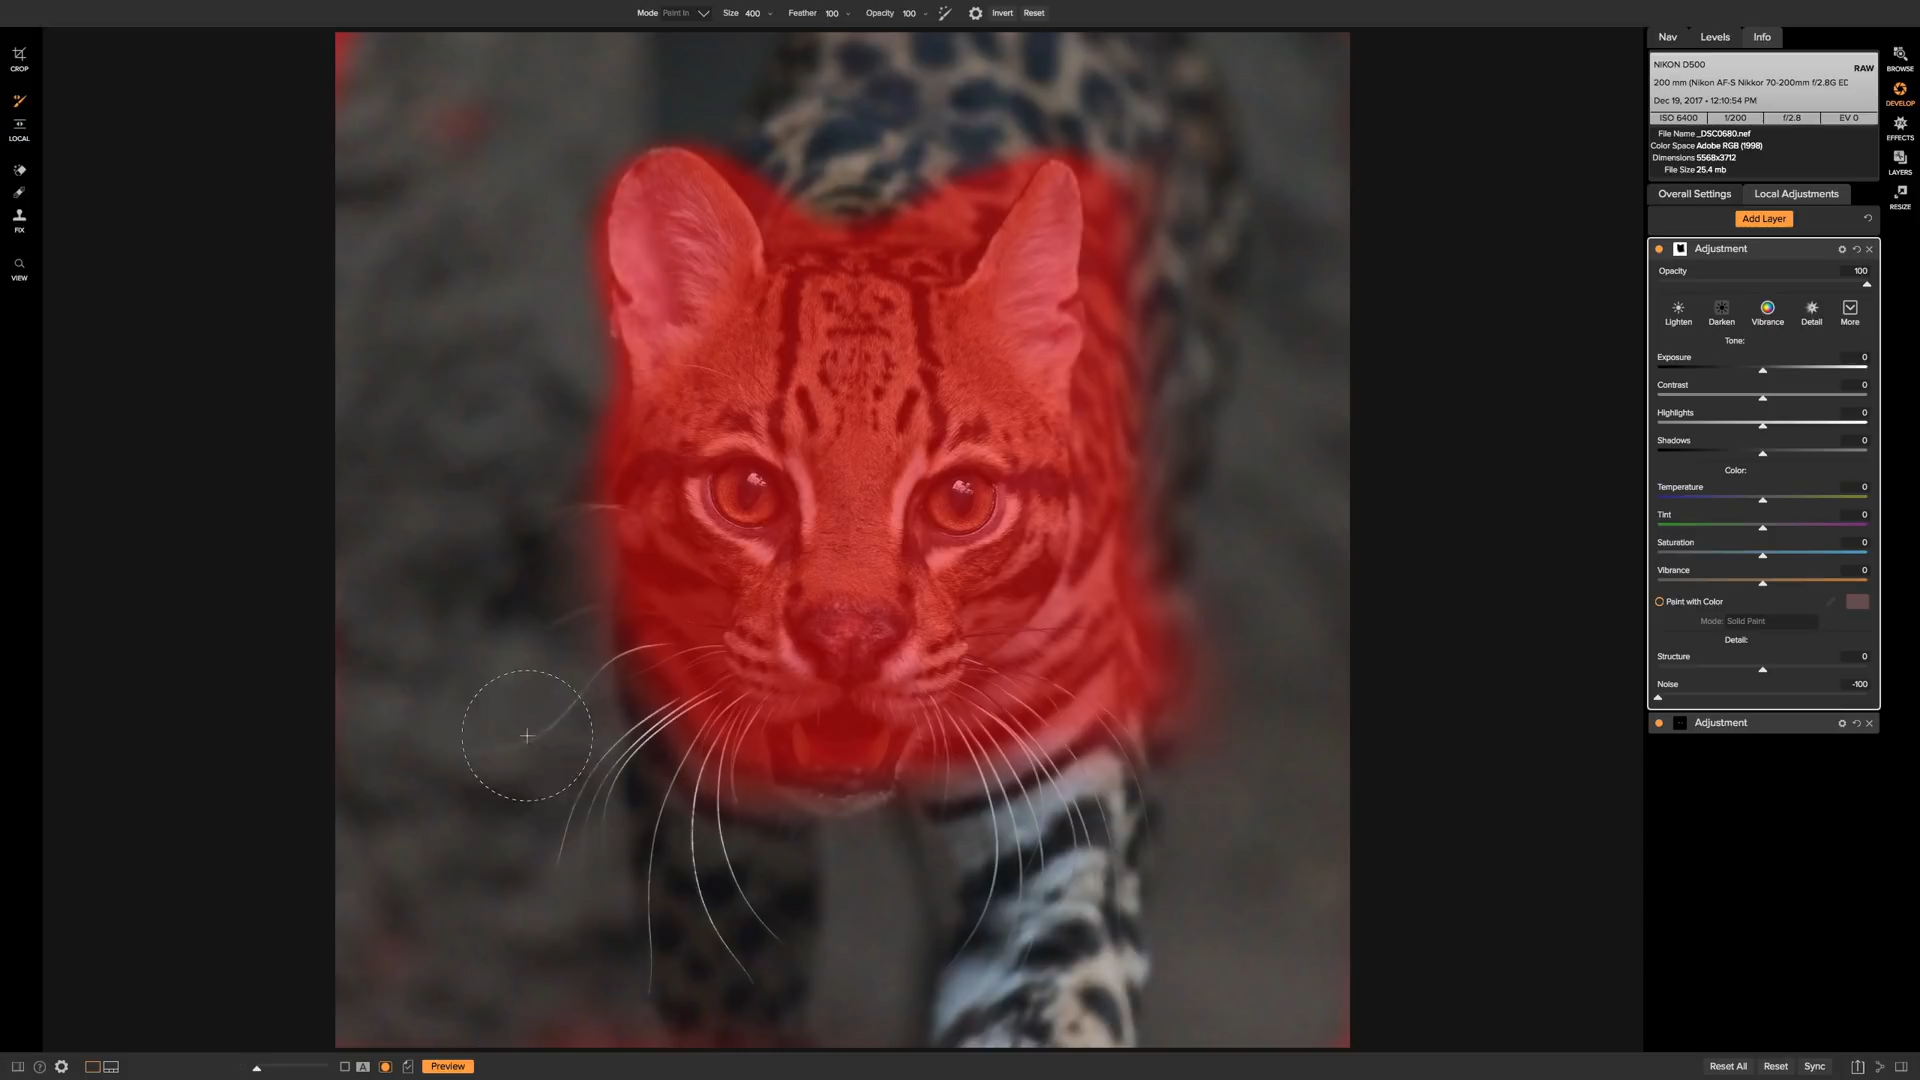 Mode Paint In Size 400 Feather 100 Opacity 100 Invert Reset
CROP
LOCAL
FIX
VIEW
Nav Levels Info
NIKON D500 RAW
200 mm (Nikon AF-S Nikkor 70-200mm f/2.8G ED
Dec 19, 2017 • 12:10:54 PM
ISO 6400 f/200 f/2.8 EV 0
File Name _DSC0680.nef
Color Space Adobe RGB (1998)
Dimensions 5568x3712
File Size 25.4 mb
BROWSE
DEVELOP
EFFECTS
LAYERS
RESIZE
Overall Settings Local Adjustments
Add Layer
Adjustment
Opacity 100
Lighten Darken Vibrance Detail More
Tone:
Exposure 0
Contrast 0
Highlights 0
Shadows 0
Color:
Temperature 0
Tint 0
Saturation 0
Vibrance 0
Paint with Color
Mode: Solid Paint
Detail:
Structure 0
Noise -100
Adjustment
A Preview
Reset All Reset Sync